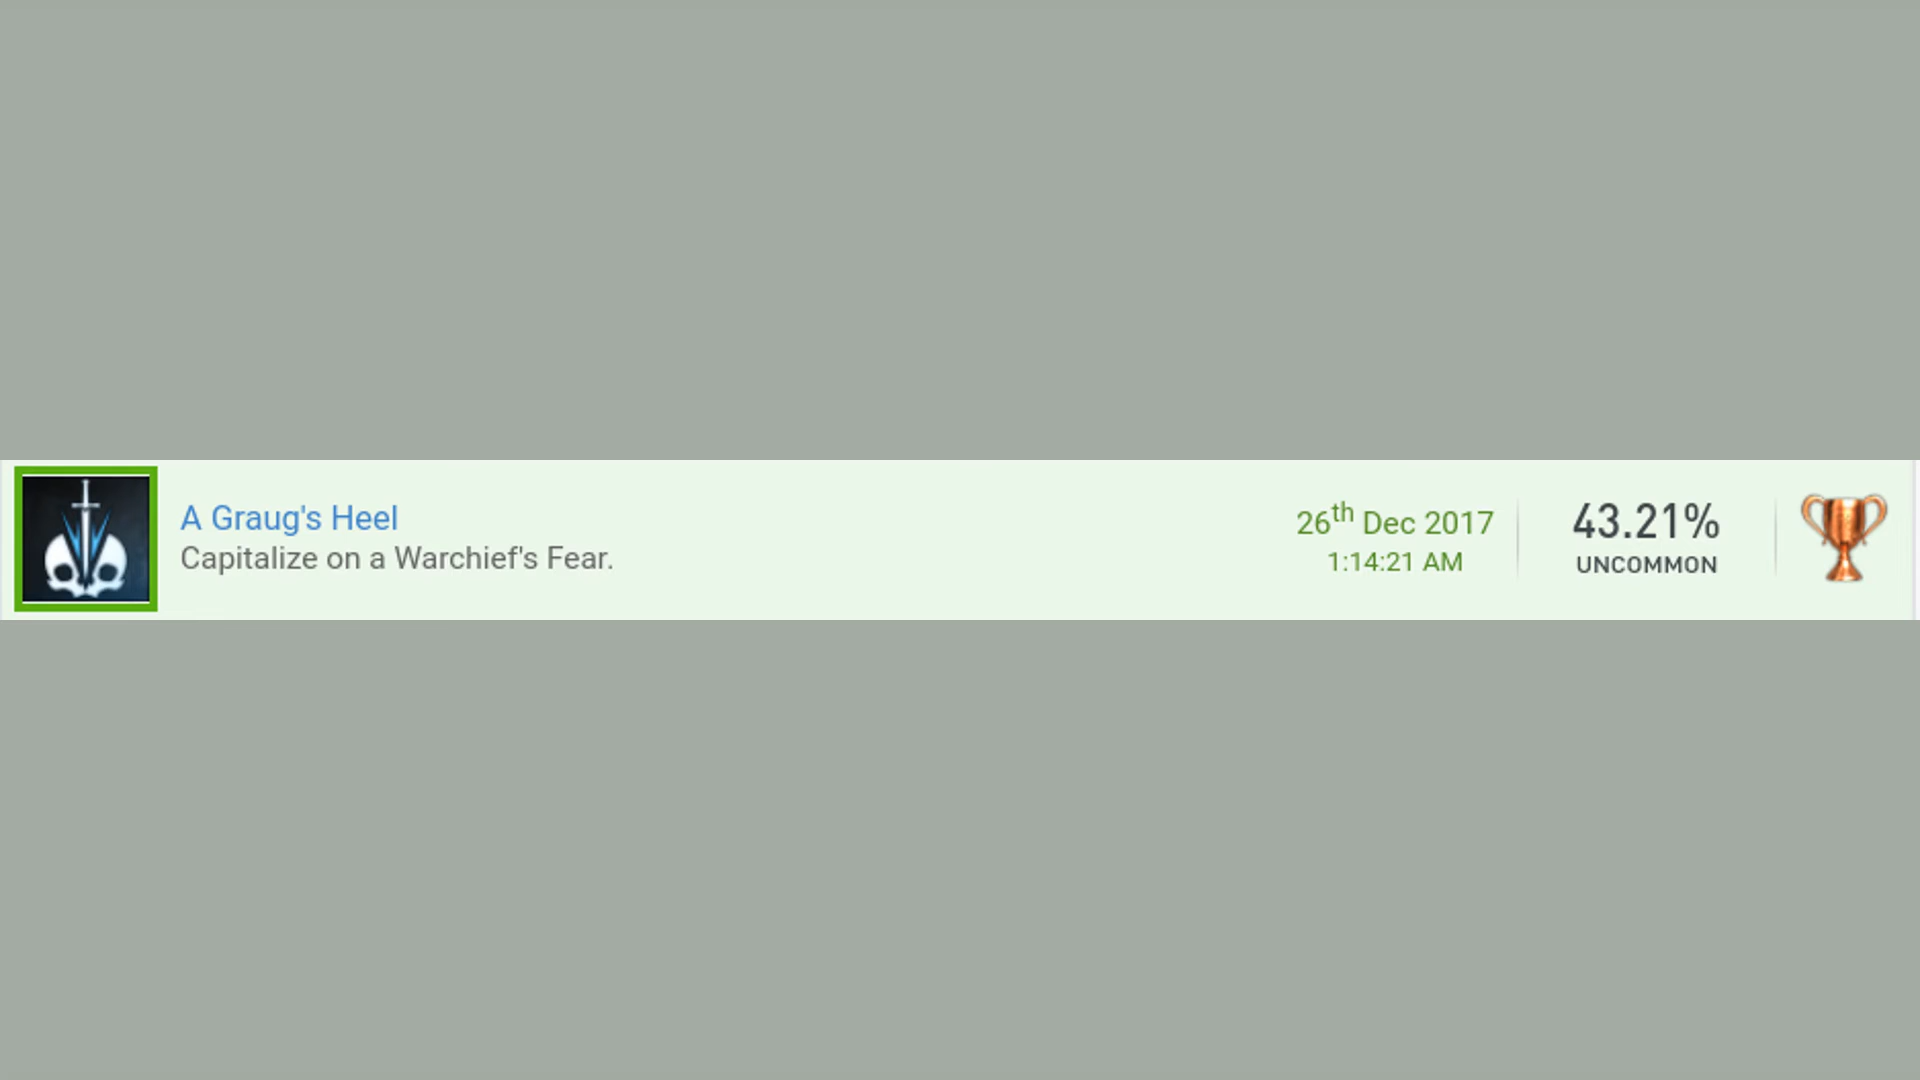 A Graug's Heel
Capitalize on a Warchief's Fear.
26th Dec 2017
1:14:21 AM
43.21%
UNCOMMON